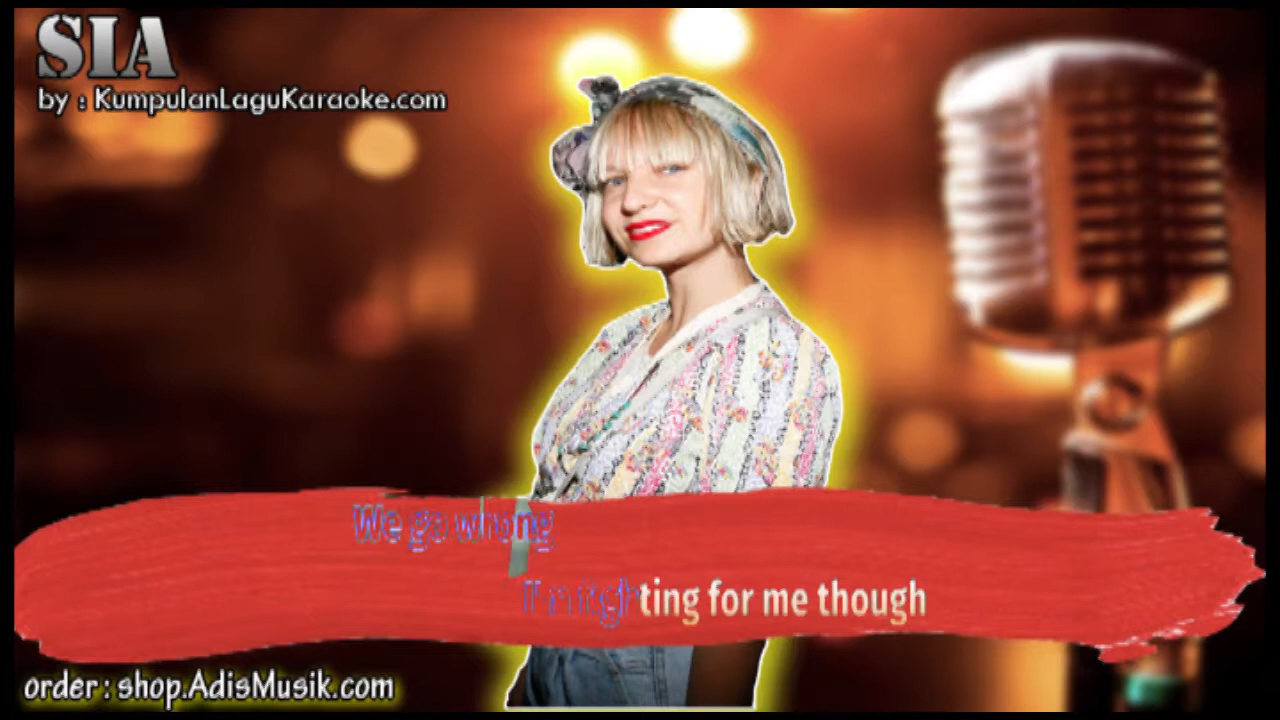 SIA
by : KumpulanLaguKaraoke.com
We go wrong
I'm fighting for me though
order : shop.AdisMusik.com